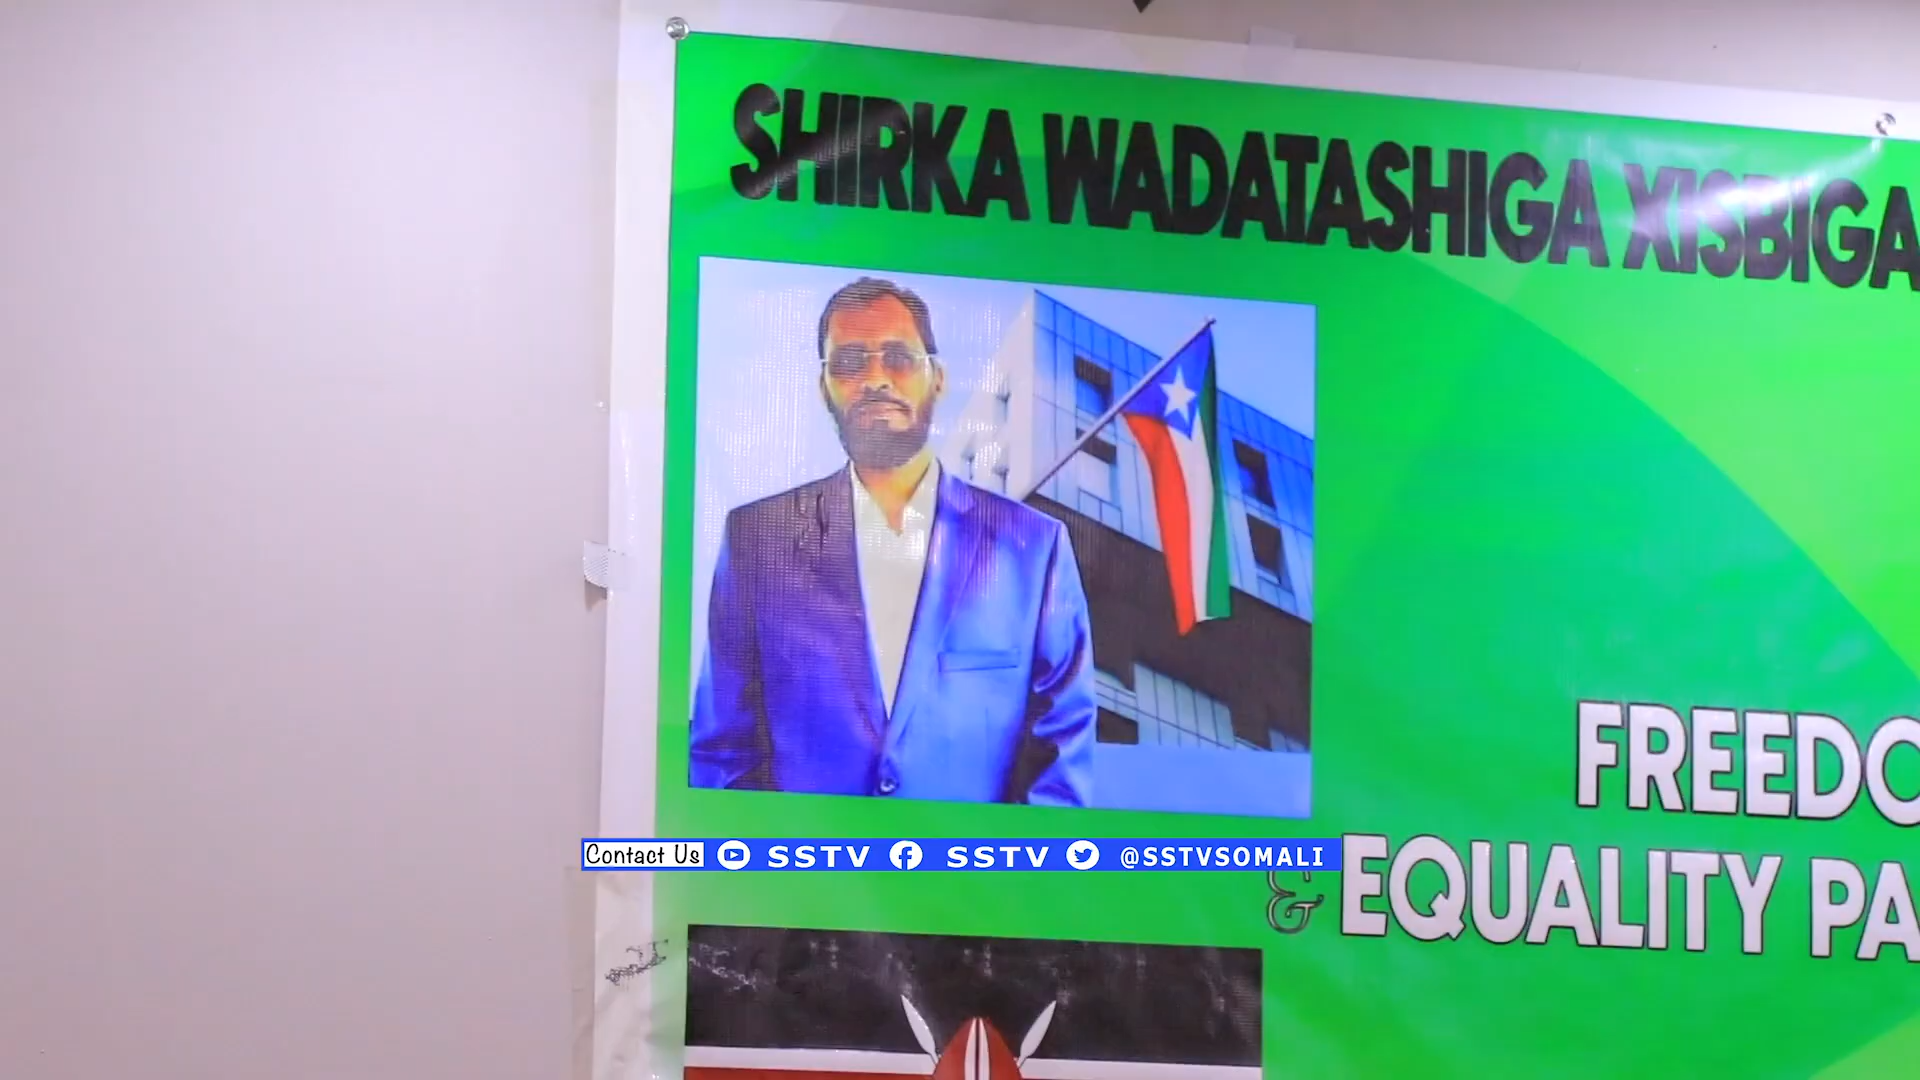 SHIRKA WADATASHIGA XISBIGA
FREEDO
& EQUALITY PA
Contact Us SSTV SSTV @SSTVSOMALI